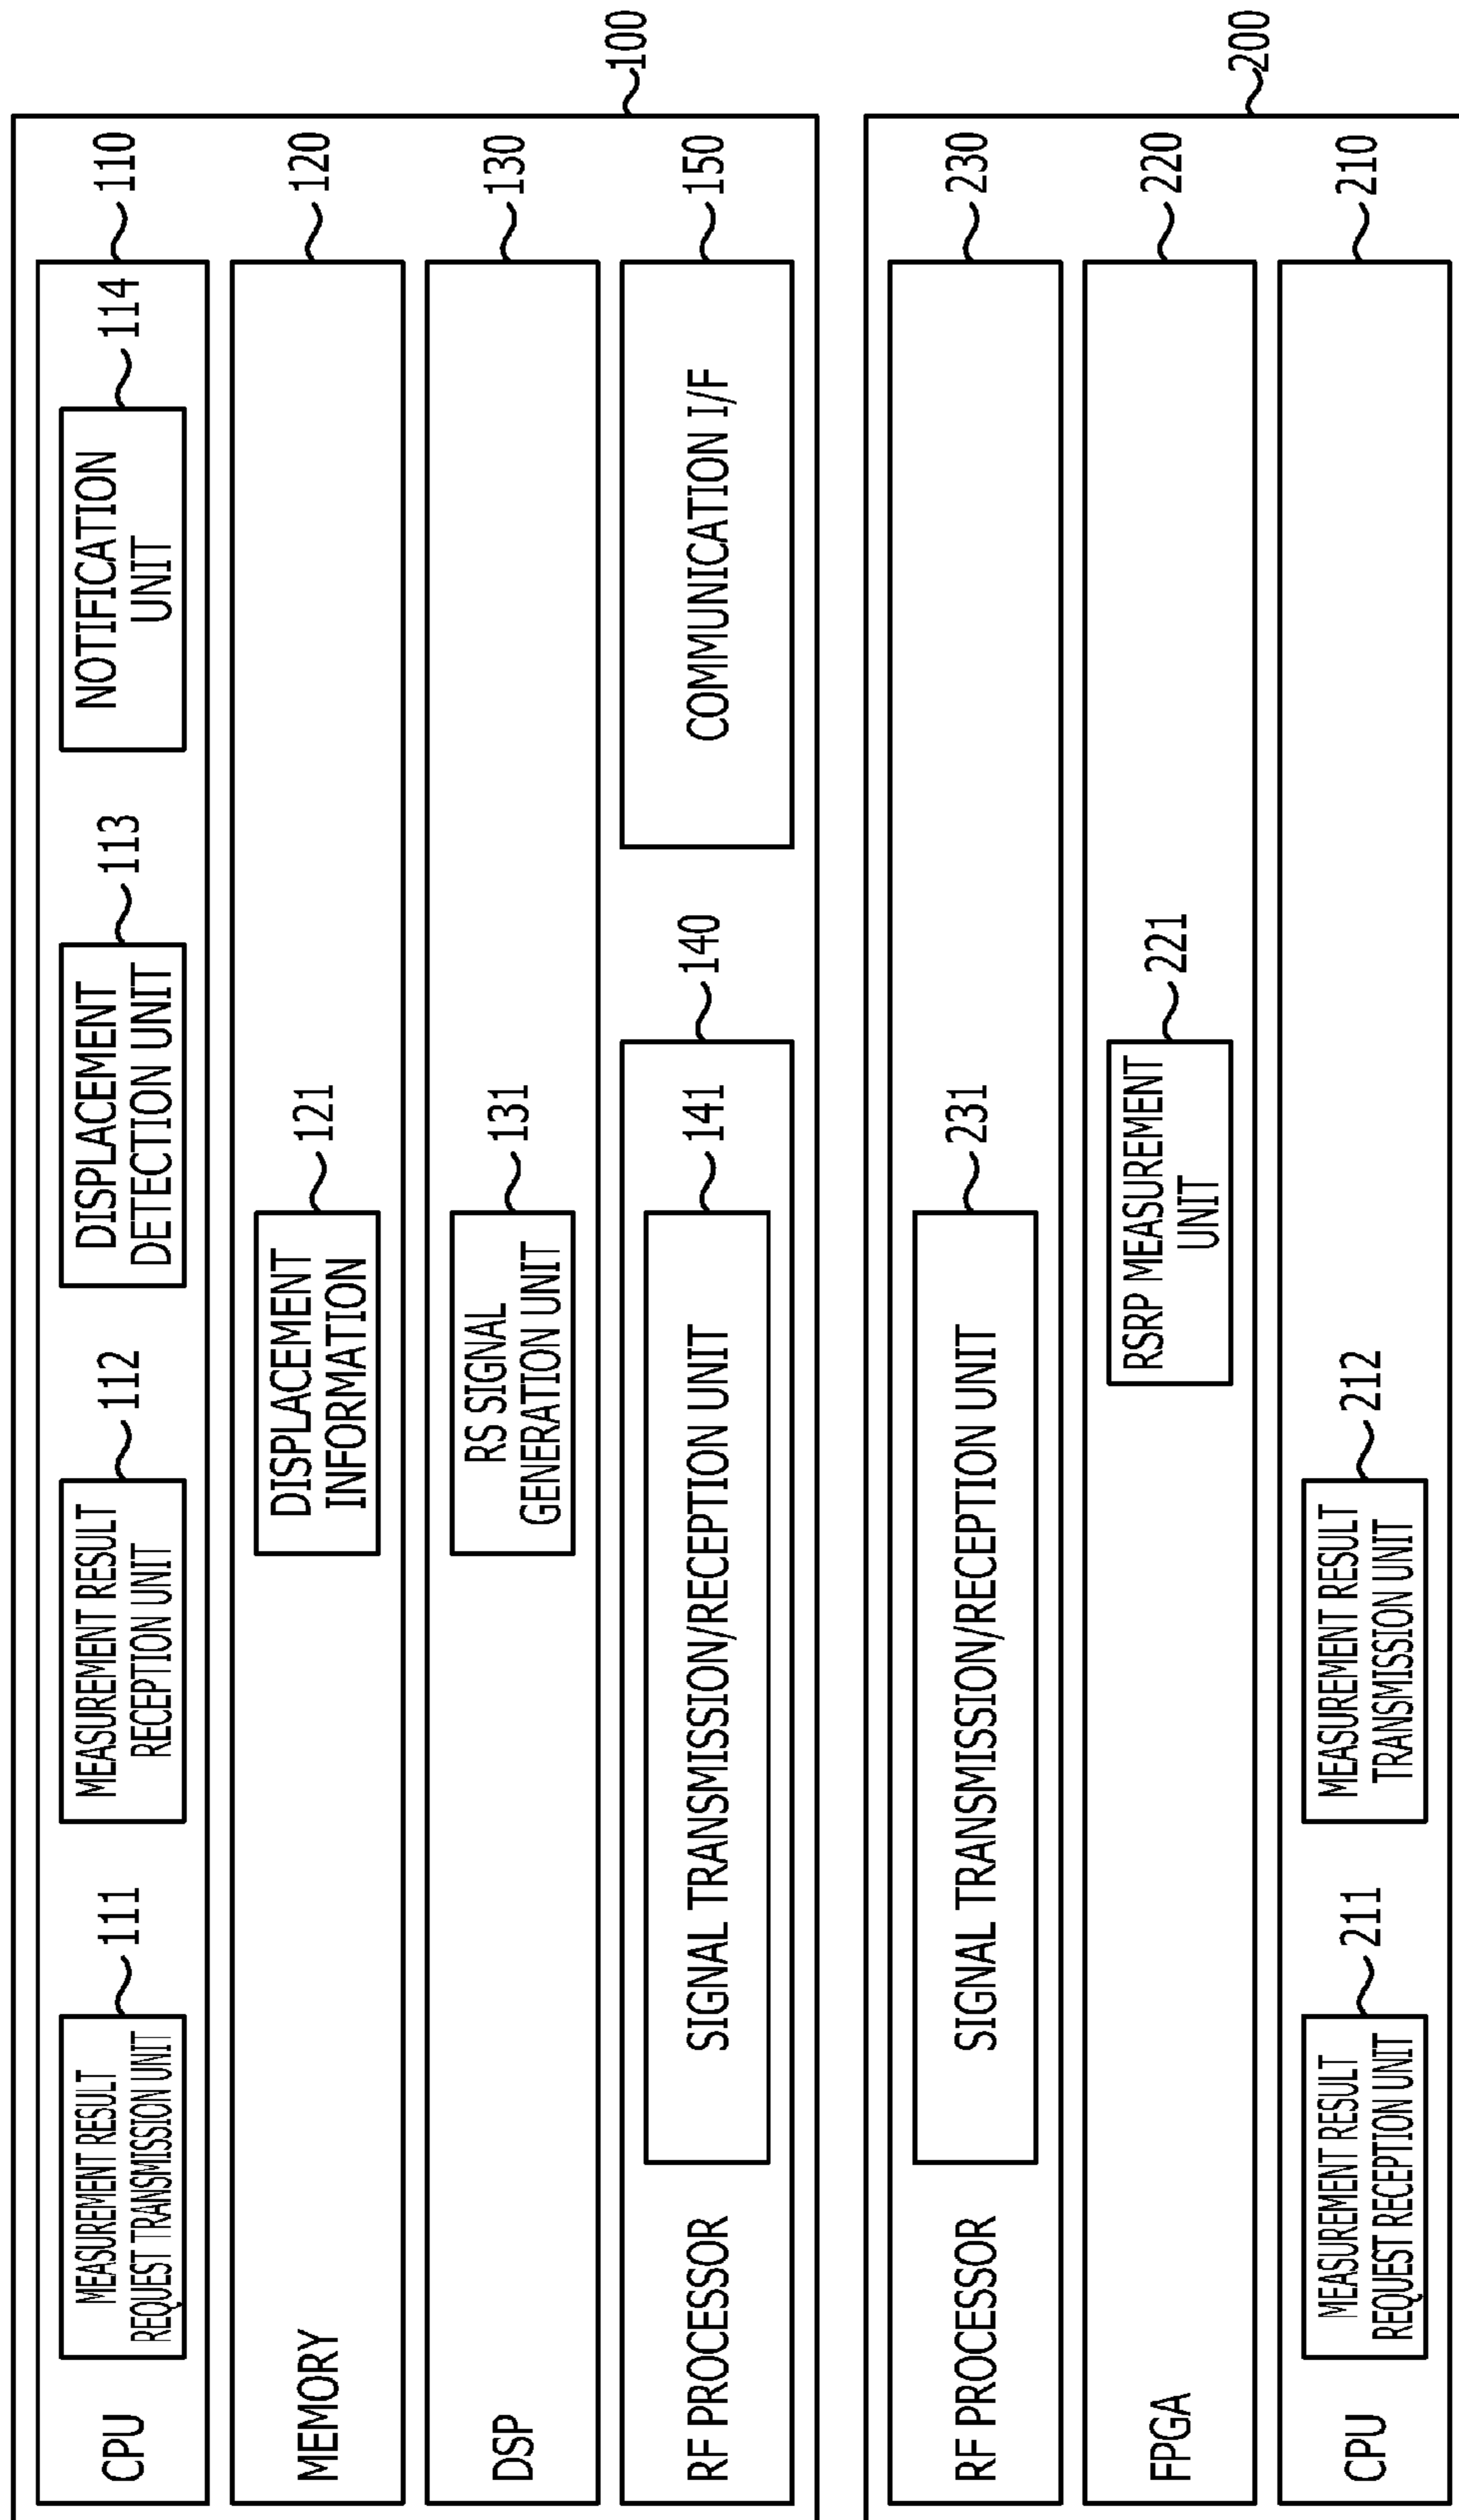 100
CPU
110
MEASUREMENT RESULT
REQUEST TRANSMISSION UNIT
111
MEASUREMENT RESULT
RECEPTION UNIT
112
DISPLACEMENT
DETECTION UNIT
113
NOTIFICATION
UNIT
114
MEMORY
120
DISPLACEMENT
INFORMATION
121
DSP
130
RS SIGNAL
GENERATION UNIT
131
RF PROCESSOR
140
SIGNAL TRANSMISSION/RECEPTION UNIT
141
COMMUNICATION I/F
150
200
RF PROCESSOR
230
SIGNAL TRANSMISSION/RECEPTION UNIT
231
FPGA
220
RSRP MEASUREMENT
UNIT
221
CPU
210
MEASUREMENT RESULT
REQUEST RECEPTION UNIT
211
MEASUREMENT RESULT
TRANSMISSION UNIT
212